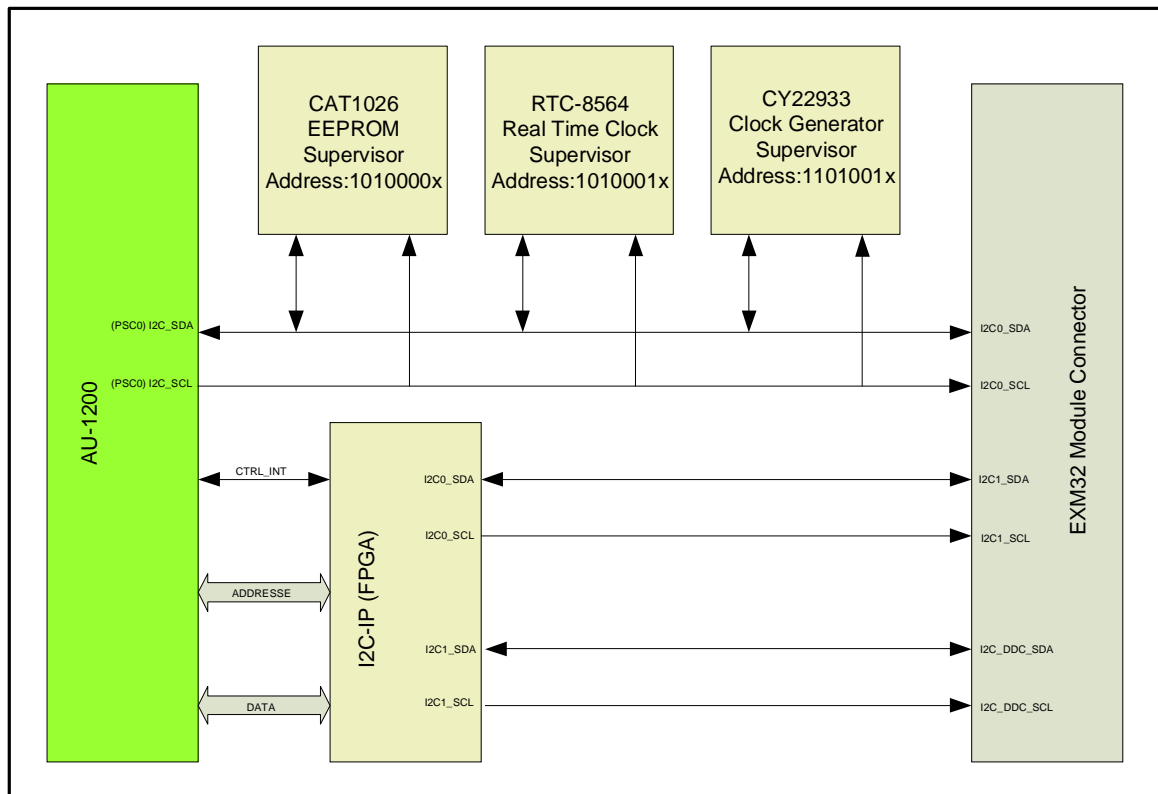 CAT1026
EEPROM
Supervisor
Address:1010000x
RTC-8564
Real Time Clock
Supervisor
Address:1010001x
CY22933
Clock Generator
Supervisor
Address:1101001x
AU-1200
(PSC0) I2C_SDA
(PSC0) I2C_SCL
CTRL_INT
ADDRESSE
DATA
I2C-IP (FPGA)
I2C0_SDA
I2C0_SCL
I2C1_SDA
I2C1_SCL
EXM32 Module Connector
I2C0_SDA
I2C0_SCL
I2C1_SDA
I2C1_SCL
I2C_DDC_SDA
I2C_DDC_SCL